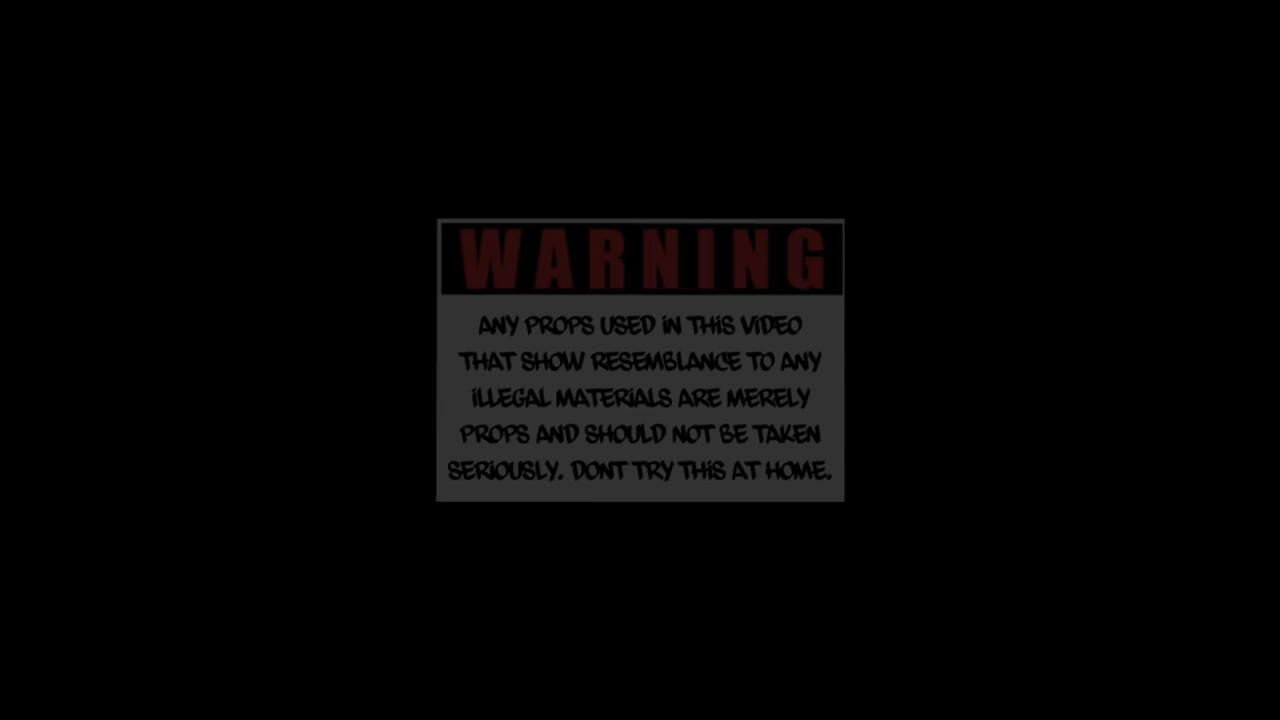 WARNING
ANY PROPS USED iN THiS ViDEO
THAT SHOW RESEMBLANCE TO ANY
iLLEGAL MATERiALS ARE MERELY
PROPS AND SHOULD NOT BE TAKEN
SERiOUSLY. DONT TRY THiS AT HOME.